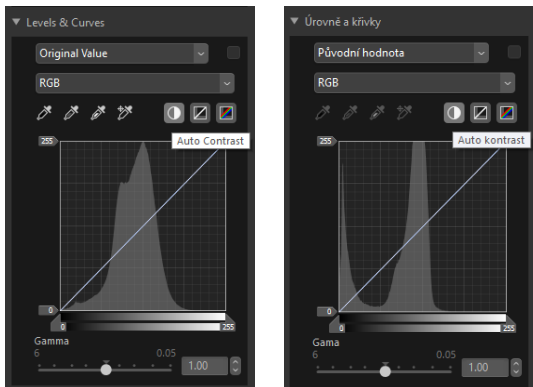 Levels & Curves
Original Value
RGB
Auto Contrast
255
0
0
255
Gamma
6
0.05
1.00
Úrovně a křivky
Původní hodnota
RGB
Auto kontrast
255
0
0
255
Gama
6
0.05
1.00